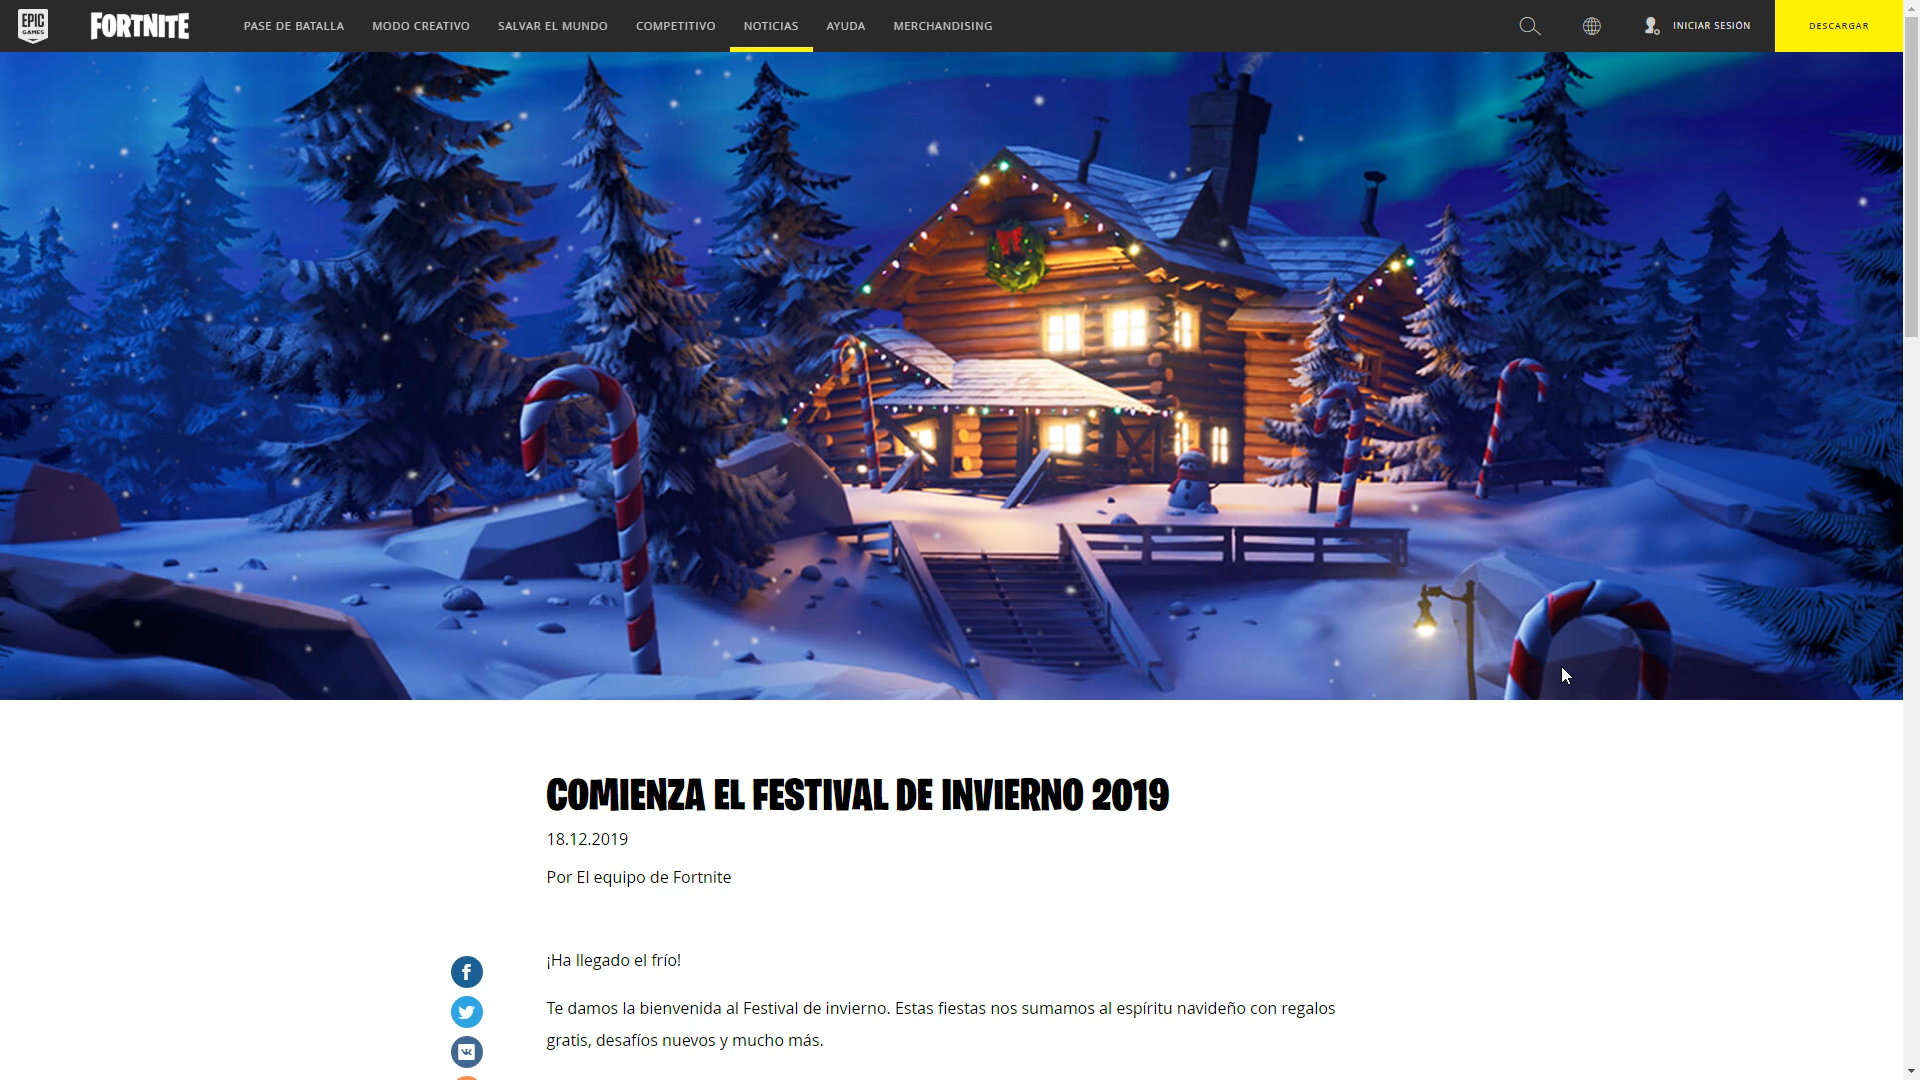 EPIC
GAMES
FORTNITE
PASE DE BATALLA
MODO CREATIVO
SALVAR EL MUNDO
COMPETITIVO
NOTICIAS
AYUDA
MERCHANDISING
INICIAR SESIÓN
DESCARGAR
COMIENZA EL FESTIVAL DE INVIERNO 2019
18.12.2019
Por El equipo de Fortnite
¡Ha llegado el frío!
Te damos la bienvenida al Festival de invierno. Estas fiestas nos sumamos al espíritu navideño con regalos
gratis, desafíos nuevos y mucho más.